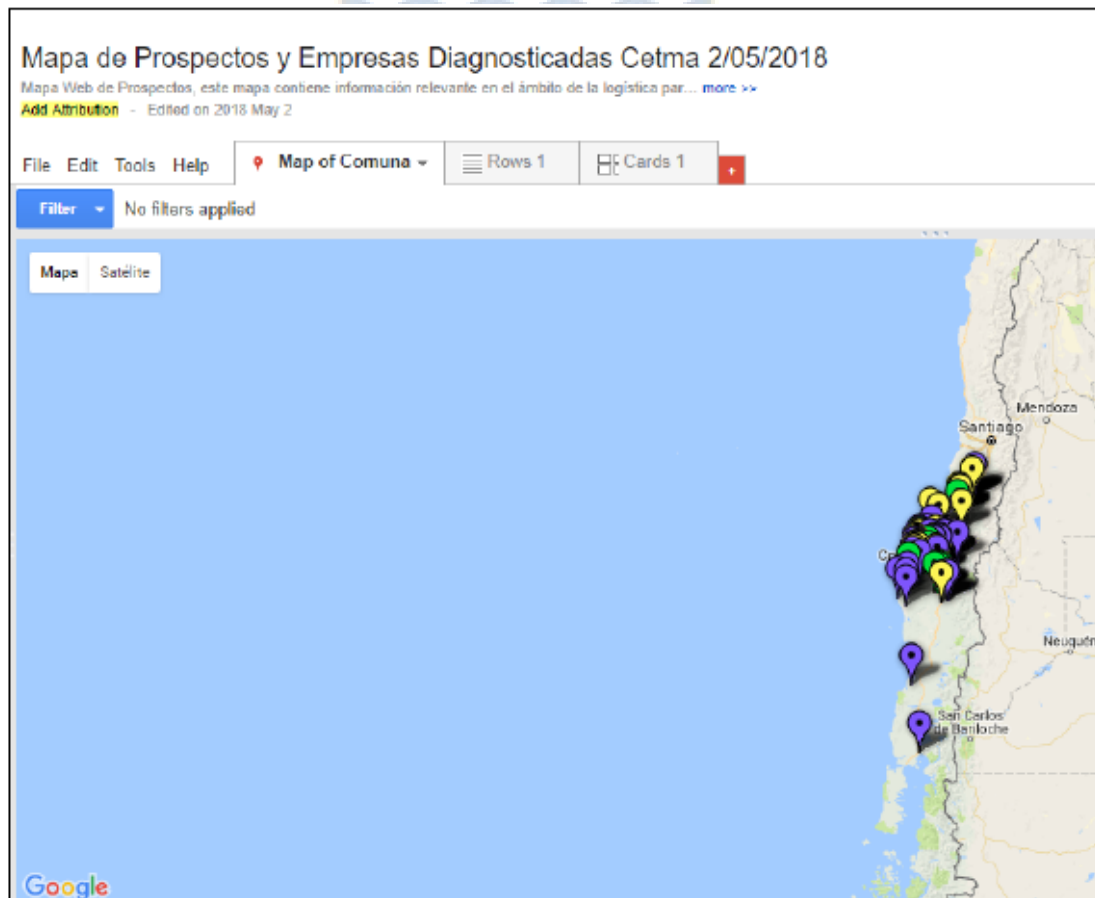 Mapa de Prospectos y Empresas Diagnosticadas Cetma 2/05/2018
Mapa Web de Prospectos, este mapa contiene información relevante en el ámbito de la logística par... more >>
Add Attribution - Edited on 2018 May 2
File Edit Tools Help Map of Comuna Rows 1 Cards 1 +
Filter No filters applied
Mapa Satélite
Mendoza
Santiago
Neuquén
San Carlos
de Bariloche
Google